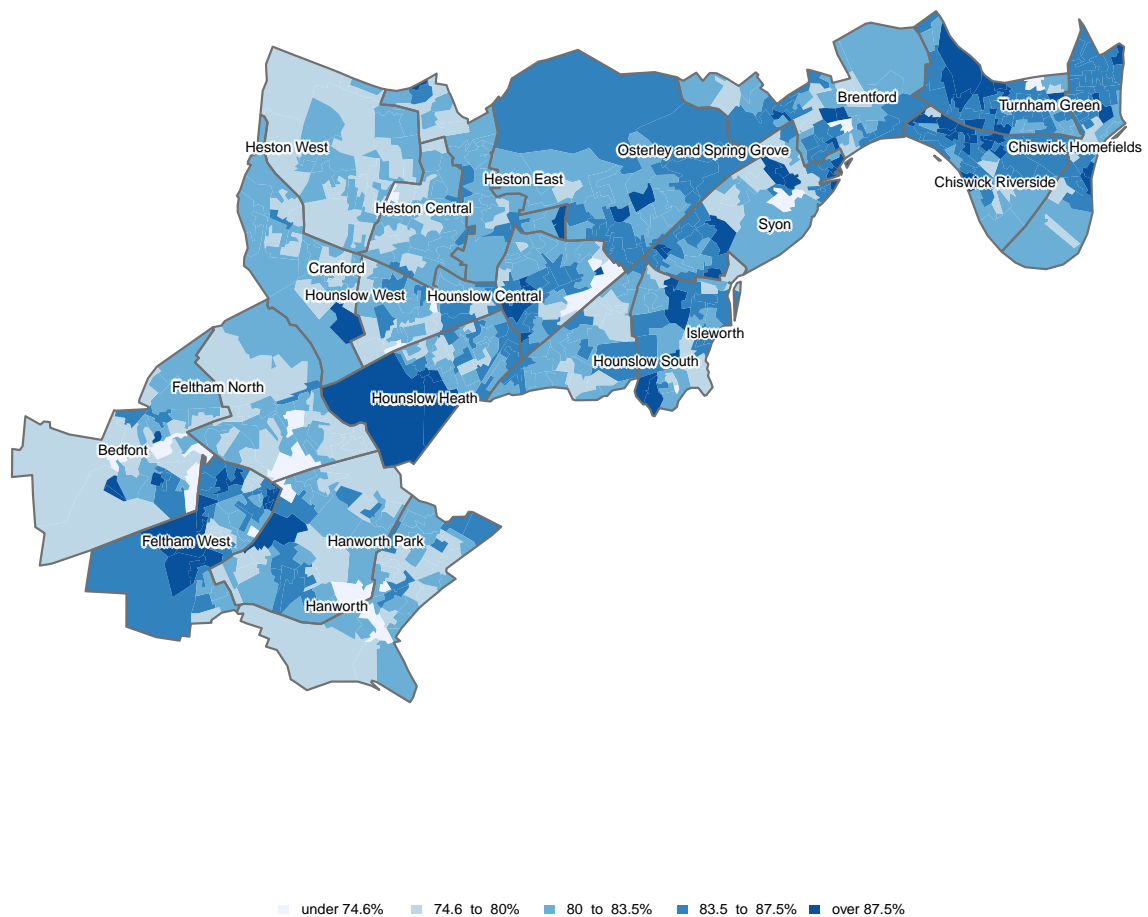 Brentford
Turnham Green
Heston West
Osterley and Spring Grove
Chiswick Homefields
Heston East
Chiswick Riverside
Heston Central
Syon
Cranford
Hounslow West
Hounslow Central
Isleworth
Hounslow South
Feltham North
Hounslow Heath
Bedfont
Feltham West
Hanworth Park
Hanworth
under 74.6%
74.6 to 80%
80 to 83.5%
83.5 to 87.5%
over 87.5%